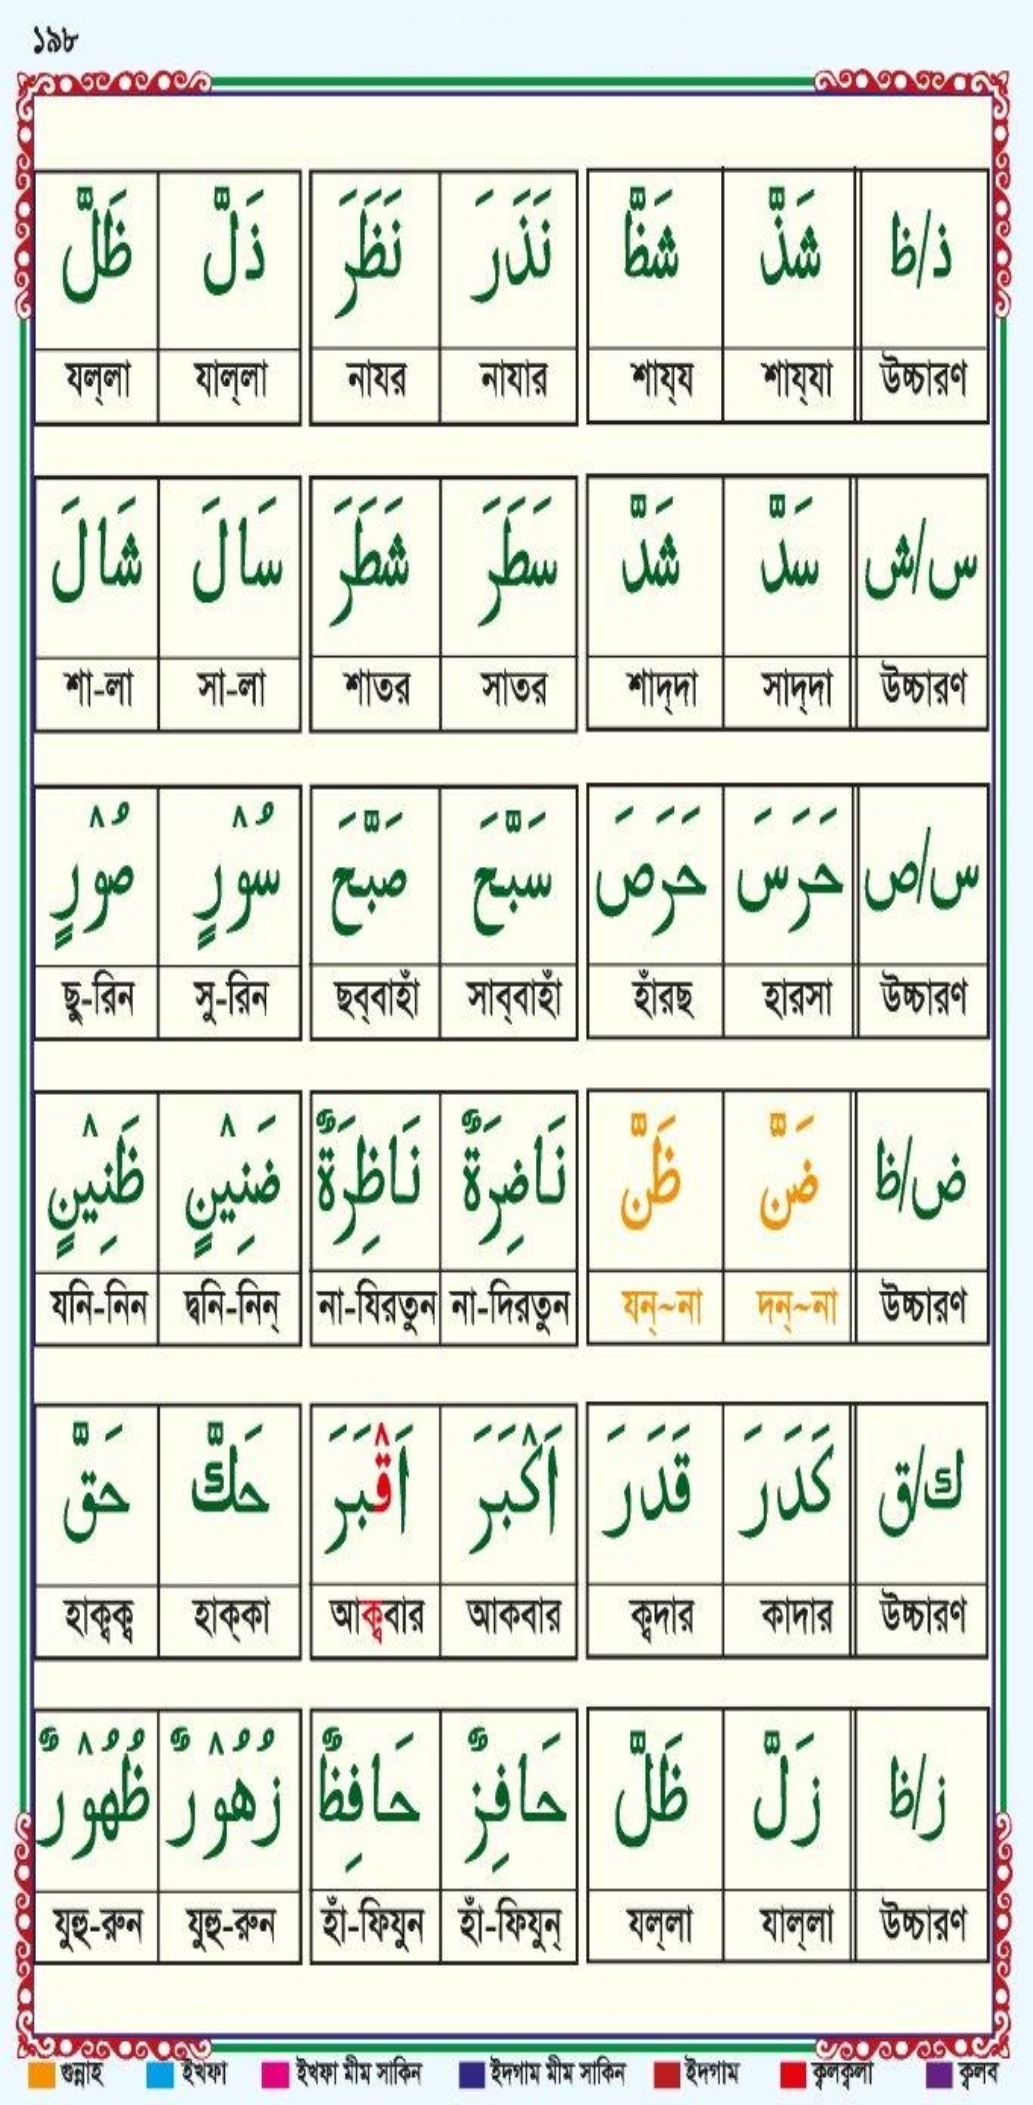 ১৯৮
ذ/ظ شَذَّ شَظَّ نَذَرَ نَظَرَ ذَلَّ ظَلَّ
উচ্চারণ শায্‌যা শায্‌য নাযার নাযর যাল্‌লা যল্‌লা
س/ش سَدَّ شَدَّ سَطَرَ شَطَرَ سَالَ شَالَ
উচ্চারণ সাদ্‌দা শাদ্‌দা সাতর শাতর সা-লা শা-লা
س/ص حَرَسَ حَرَصَ سَبَّحَ صَبَّحَ سُوْرٍ صُوْرٍ
উচ্চারণ হারসা হাঁরছ সাব্‌বাহাঁ ছব্‌বাহাঁ সু-রিন ছু-রিন
ض/ظ ضَنَّ ظَنَّ نَاضِرَةٌ نَاظِرَةٌ ضَنِيْنٍ ظَنِيْنٍ
উচ্চারণ দন্‌~না যন্‌~না না-দিরতুন না-যিরতুন দ্বনি-নিন্ যনি-নিন
ك/ق كَدَرَ قَدَرَ اَكْبَرَ اَقْبَرَ حَكَّ حَقَّ
উচ্চারণ কাদার ক্বদার আকবার আক্ববার হাক্‌কা হাক্বক্ব
ز/ظ زَلَّ ظَلَّ حَافِزٌ حَافِظٌ زُهُوْرٌ ظُهُوْرٌ
উচ্চারণ যাল্‌লা যল্‌লা হাঁ-ফিযুন্ হাঁ-ফিযুন যুহু-রুন যুহু-রুন
গুন্নাহ ইখফা ইখফা মীম সাকিন ইদগাম মীম সাকিন ইদগাম ক্বলক্বলা ক্বলব